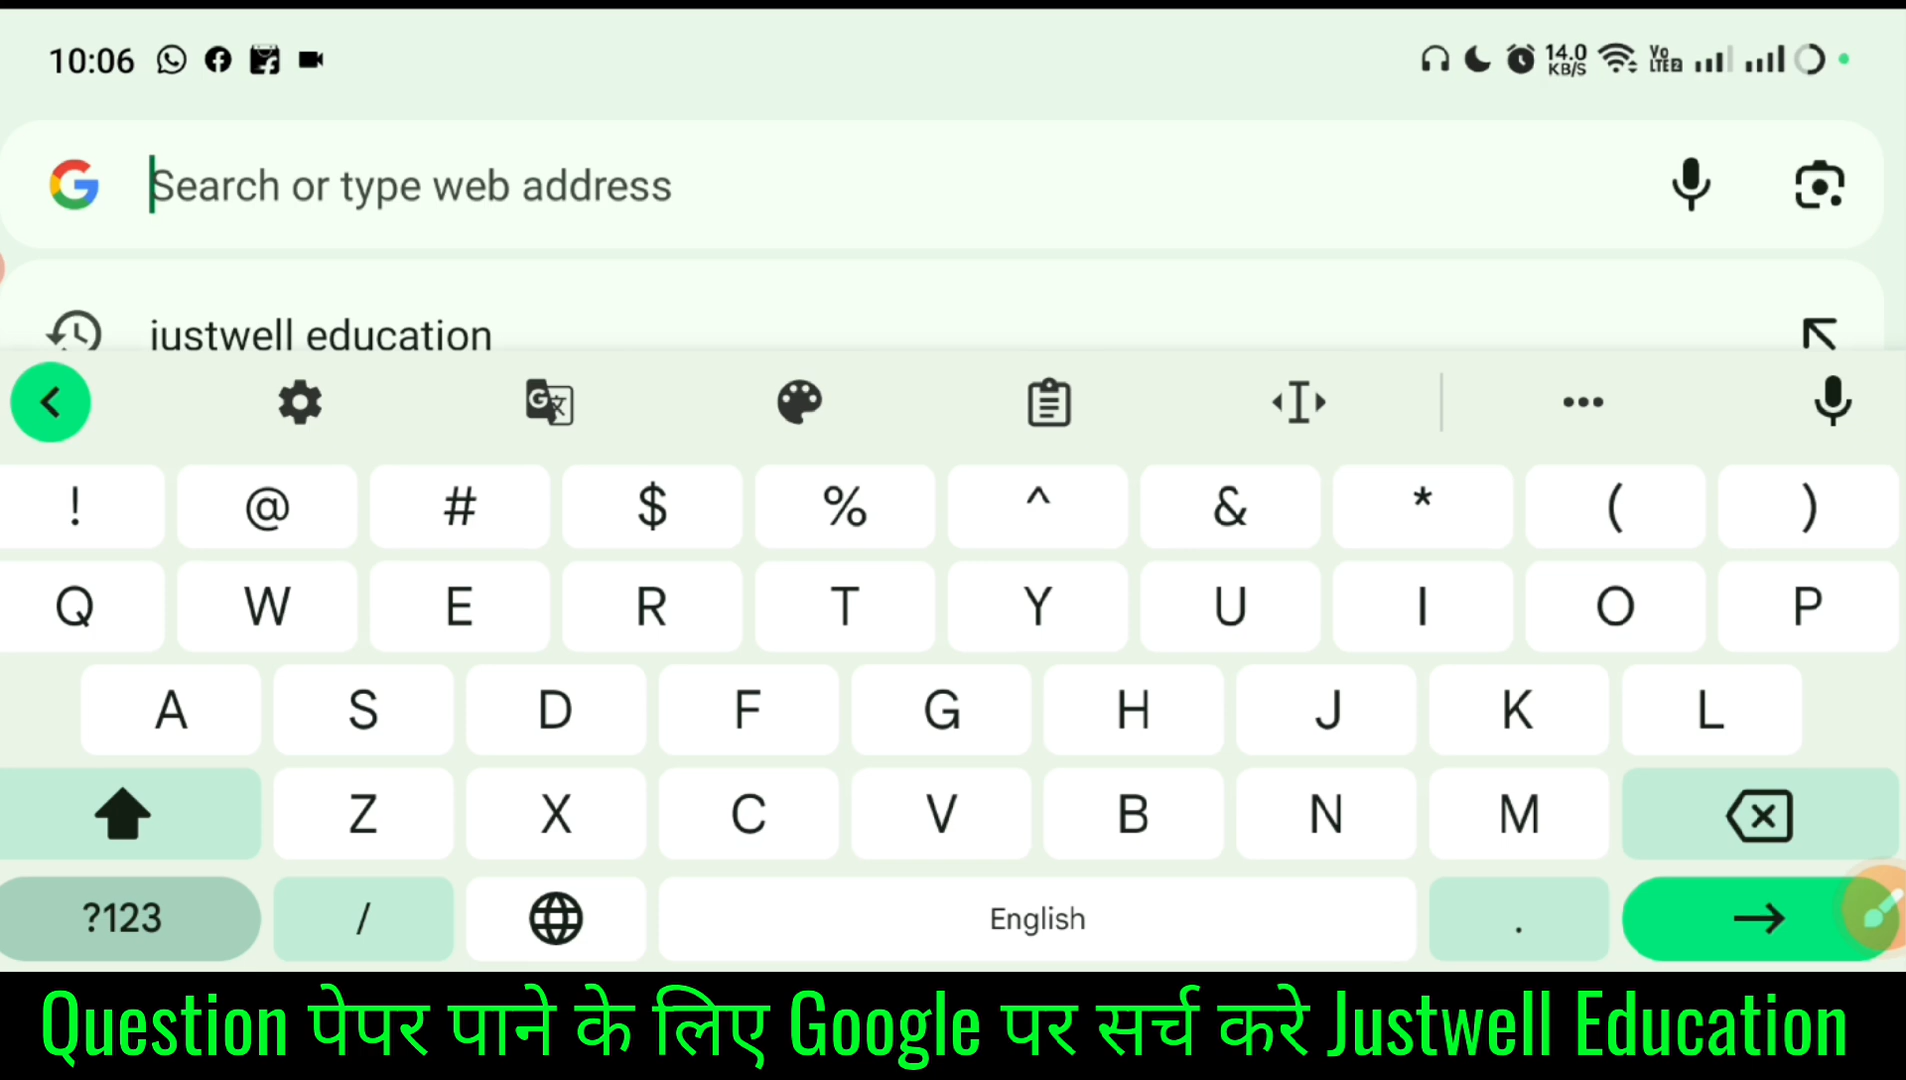 10:06 14.0 KB/S Vo LTE2
Search or type web address
justwell education
! @ # $ % ^ & * ( )
Q W E R T Y U I O P
A S D F G H J K L
Z X C V B N M
?123 / English .
Question पेपर पाने के लिए Google पर सर्च करे Justwell Education